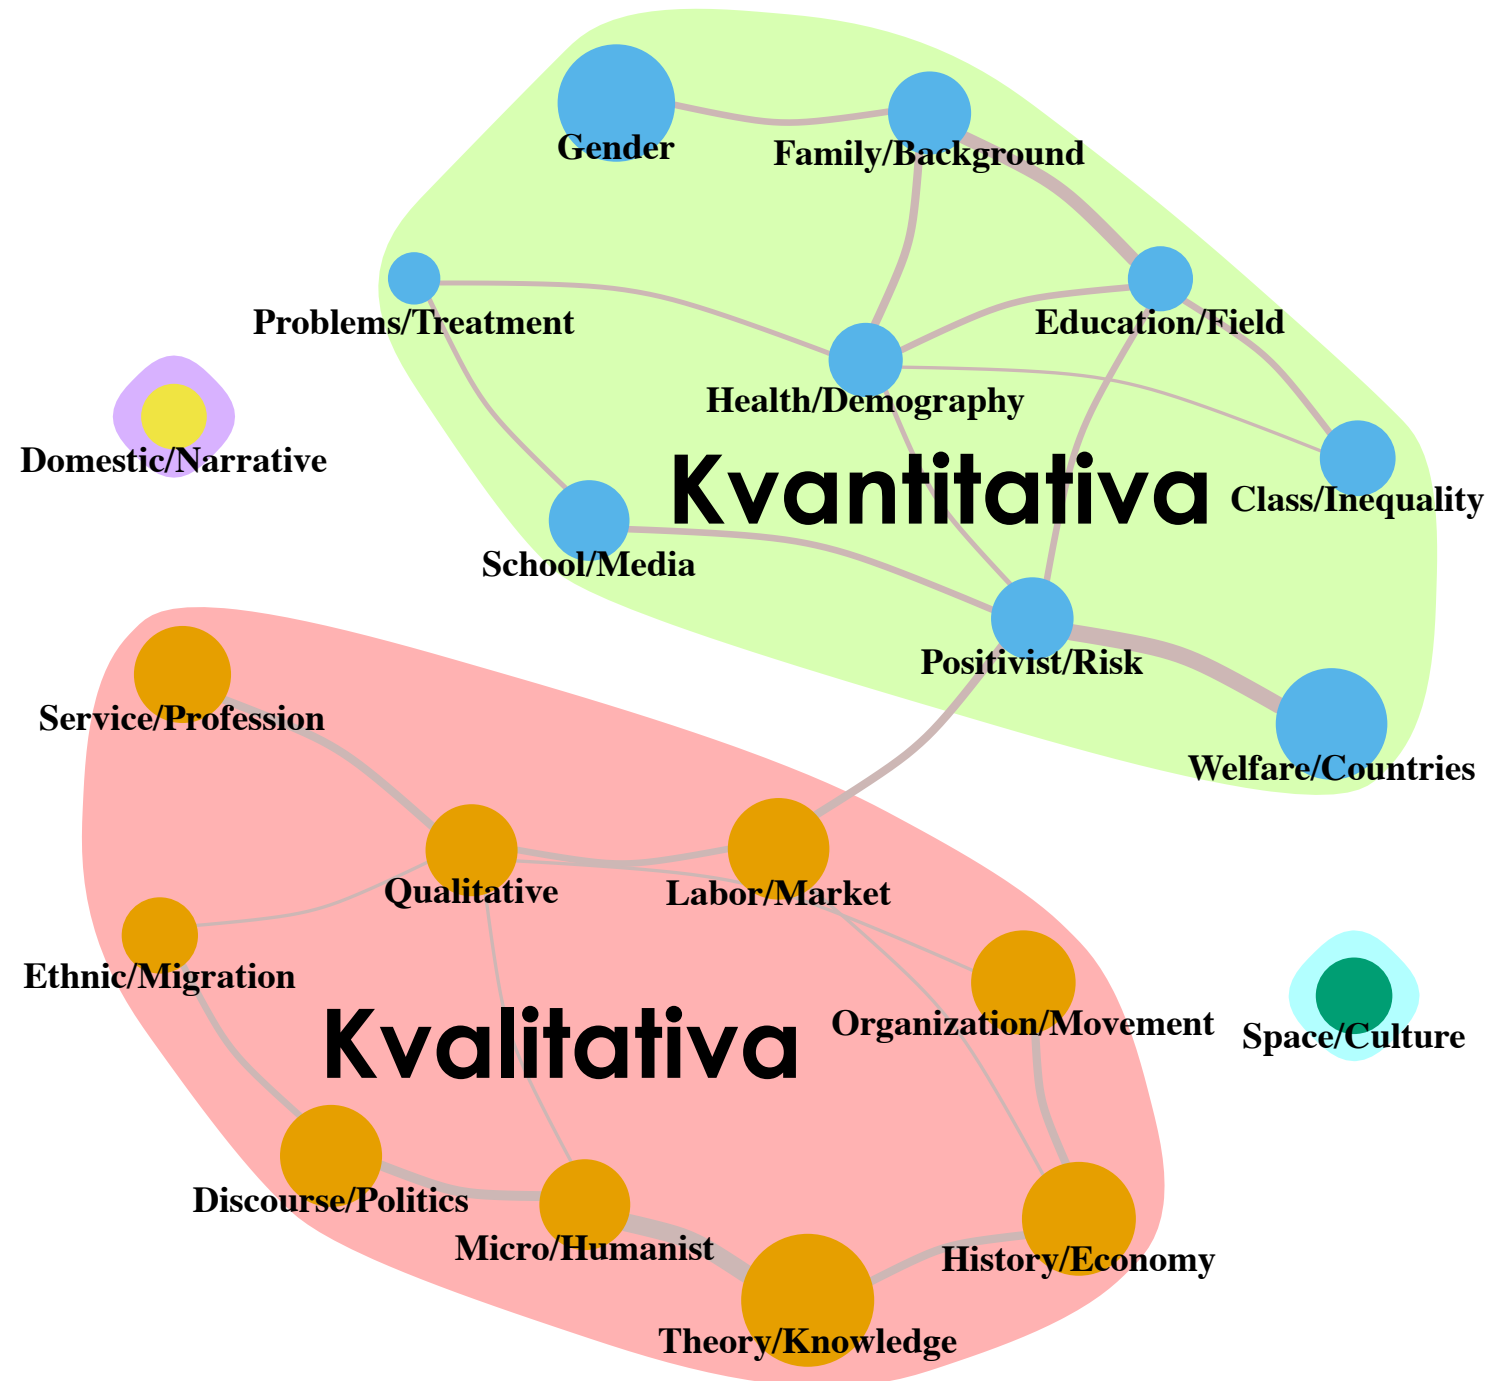 Gender
Family/Background
Problems/Treatment
Education/Field
Health/Demography
Domestic/Narrative
Kvantitativa
Class/Inequality
School/Media
Positivist/Risk
Service/Profession
Welfare/Countries
Qualitative
Labor/Market
Ethnic/Migration
Organization/Movement
Kvalitativa
Space/Culture
Discourse/Politics
Micro/Humanist
History/Economy
Theory/Knowledge